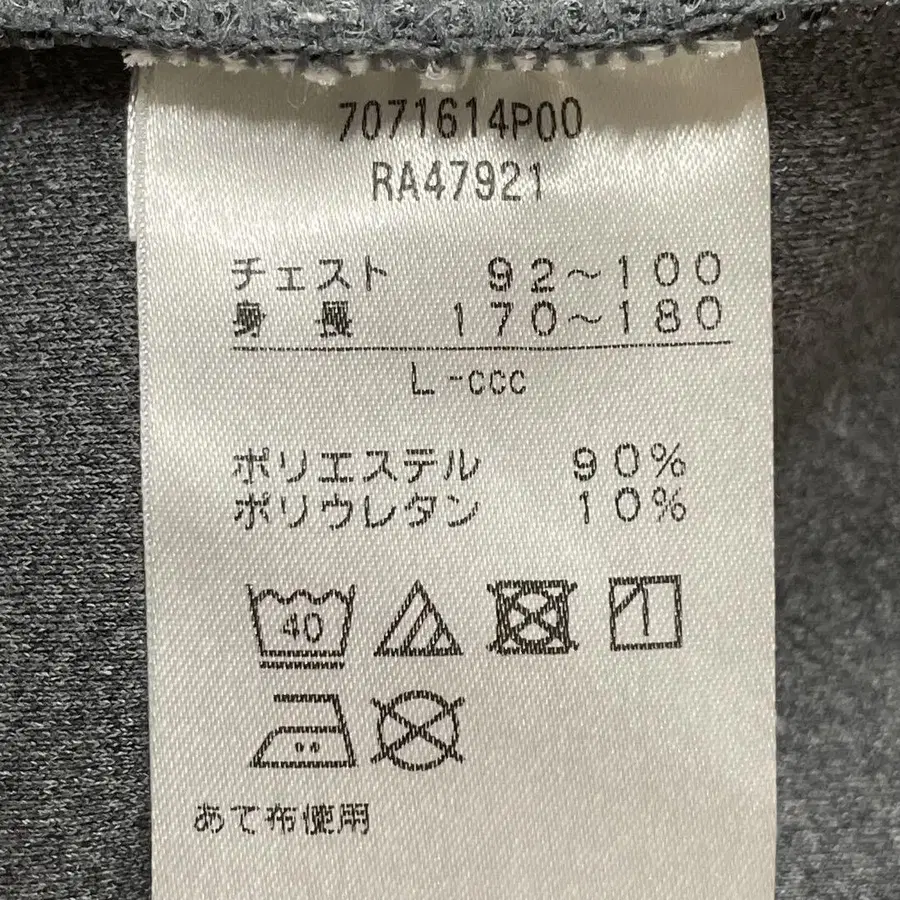 7071614P00
RA47921
チェスト 92～100
身 長 170～180
L-ccc
ポリエステル 90%
ポリウレタン 10%
40
あて布使用